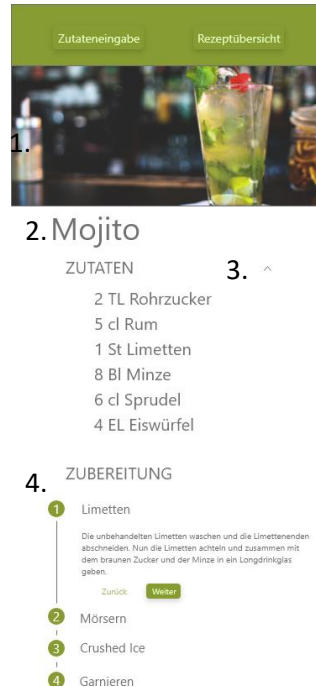 Zutateneingabe Rezeptübersicht
1.
2. Mojito
ZUTATEN 3.
2 TL Rohrzucker
5 cl Rum
1 St Limetten
8 Bl Minze
6 cl Sprudel
4 EL Eiswürfel
4. ZUBEREITUNG
1 Limetten
Die unbehandelten Limetten waschen und die Limettenenden
abschneiden. Nun die Limetten achteln und zusammen mit
dem braunen Zucker und der Minze in ein Longdrinkglas
geben.
Zurück Weiter
2 Mörsern
3 Crushed Ice
4 Garnieren